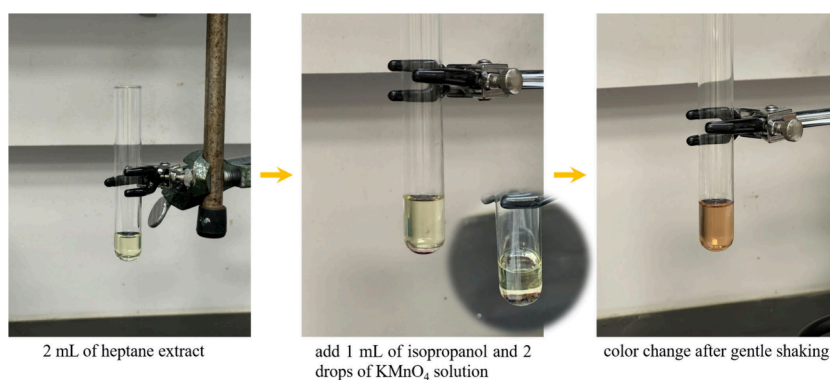 2 mL of heptane extract
add 1 mL of isopropanol and 2
drops of KMnO₄ solution
color change after gentle shaking